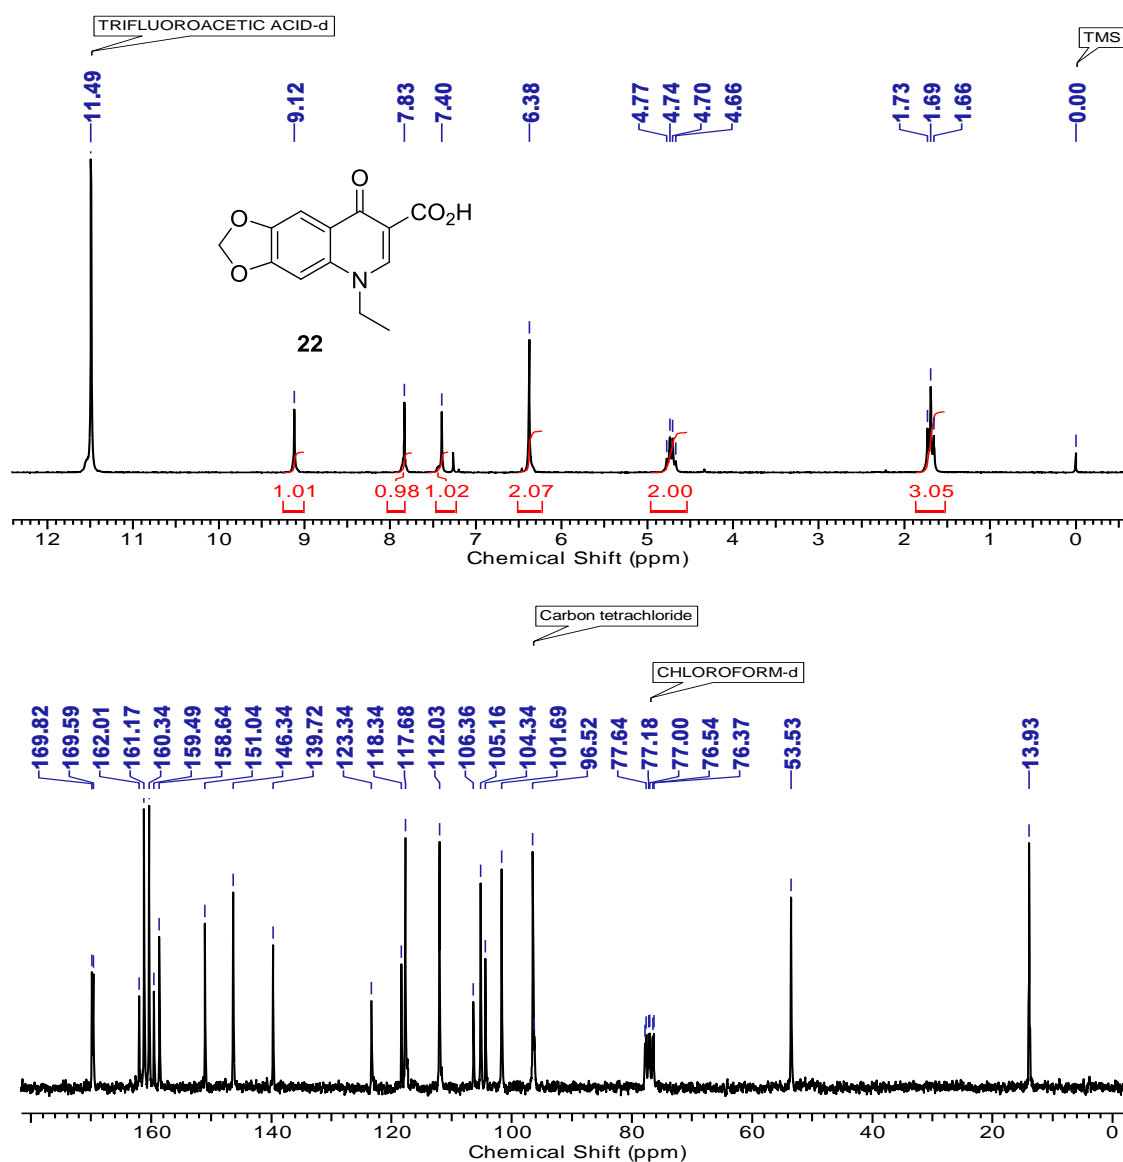 TRIFLUOROACETIC ACID-d
TMS
11.49 9.12 7.83 7.40 6.38 4.77 4.74 4.70 4.66 1.73 1.69 1.66 0.00
O
CO2H
O
O
N
22
1.01 0.98 1.02 2.07 2.00 3.05
12 11 10 9 8 7 6 5 4 3 2 1 0
Chemical Shift (ppm)
Carbon tetrachloride
CHLOROFORM-d
169.82 169.59 162.01 161.17 160.34 159.49 158.64 151.04 146.34 139.72 123.34 118.34 117.68 112.03 106.36 105.16 104.34 101.69 96.52 77.64 77.18 77.00 76.54 76.37 53.53 13.93
160 140 120 100 80 60 40 20 0
Chemical Shift (ppm)